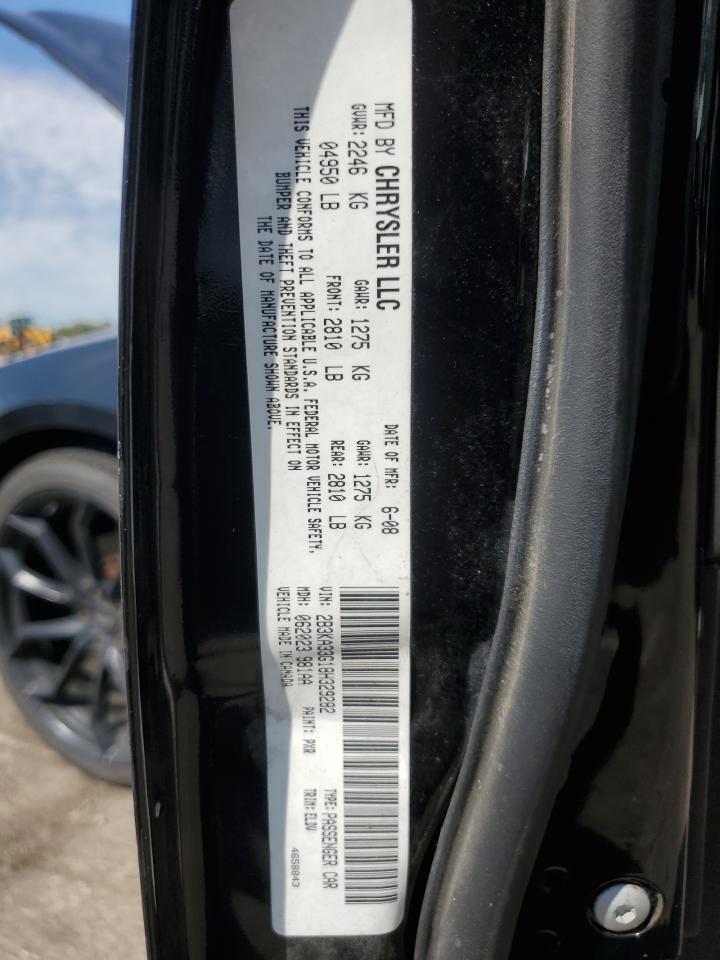 MFD BY CHRYSLER LLC
DATE OF MFR: 6-08
GVWR: 2246 KG GAWR: 1275 KG GAWR: 1275 KG
04950 LB FRONT: 2810 LB REAR: 2810 LB
THIS VEHICLE CONFORMS TO ALL APPLICABLE U.S.A. FEDERAL MOTOR VEHICLE SAFETY,
BUMPER AND THEFT PREVENTION STANDARDS IN EFFECT ON
THE DATE OF MANUFACTURE SHOWN ABOVE.
VIN: 2B3KA33G18H329282 TYPE: PASSENGER CAR
MDH: 062023 981AA PAINT: PXR TRIM: ELDV
VEHICLE MADE IN CANADA 4658843